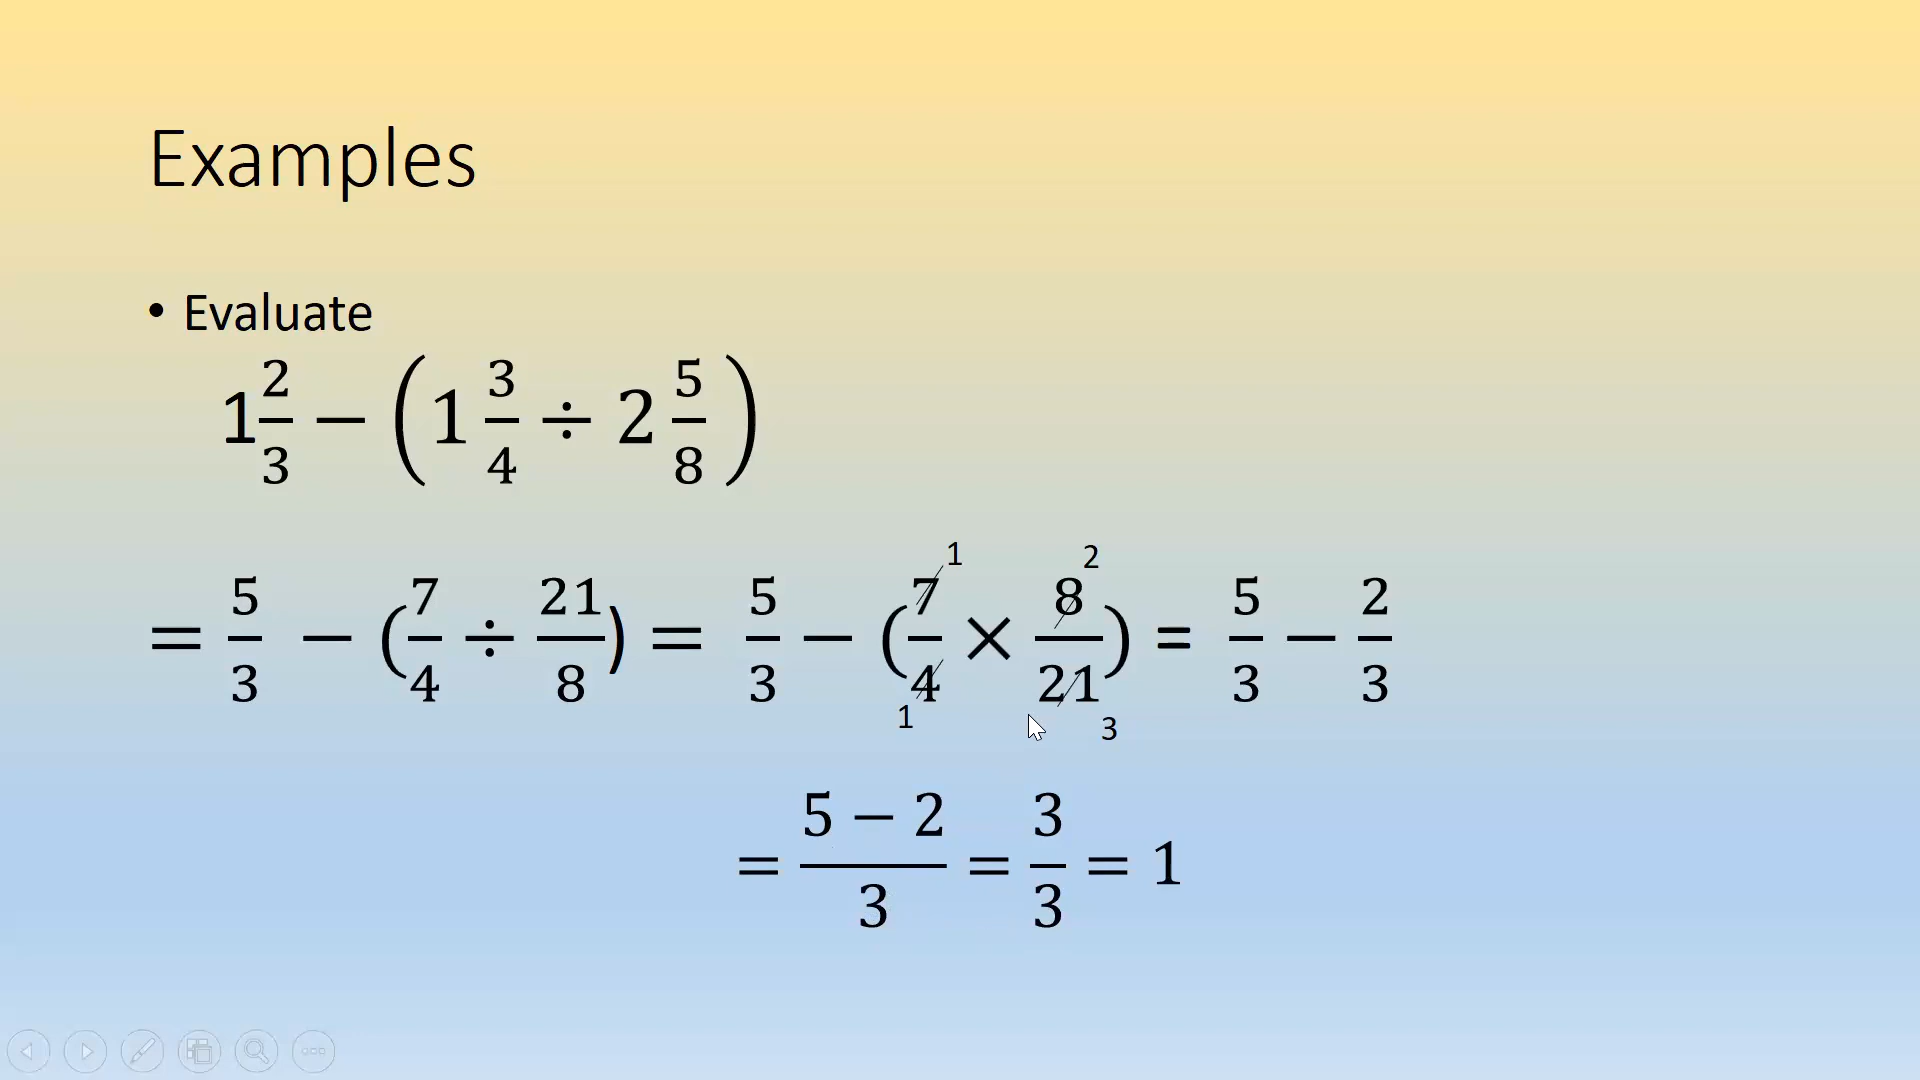 Examples
• Evaluate
1 2/3 − (1 3/4 ÷ 2 5/8)
= 5/3 − (7/4 ÷ 21/8) = 5/3 − (7/4 × 8/21) = 5/3 − 2/3
1 2
1 3
= (5 − 2)/3 = 3/3 = 1